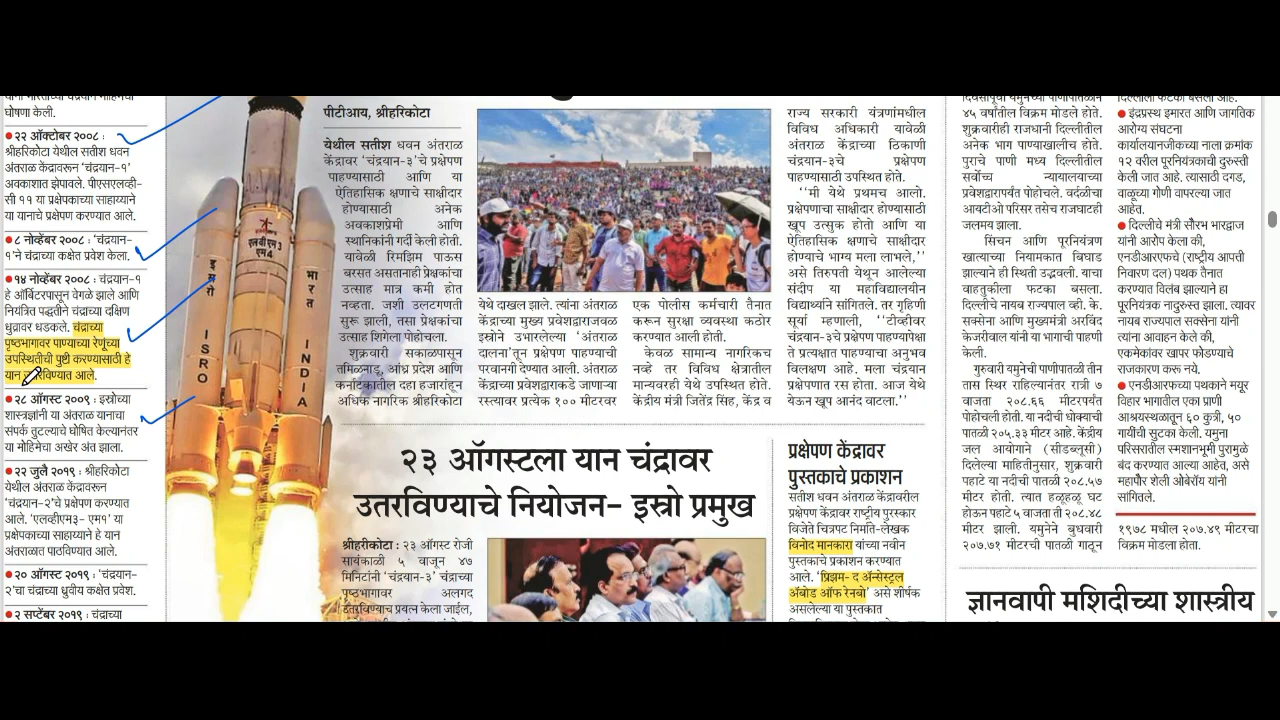 घोषणा केली.
● २२ ऑक्टोबर २००८ :
श्रीहरिकोटा येथील सतीश धवन
अंतराळ केंद्रावरून 'चंद्रयान-१'
अवकाशात झेपावले. पीएसएलव्ही-
सी ११ या प्रक्षेपकाच्या साहाय्याने
या यानाचे प्रक्षेपण करण्यात आले.
● ८ नोव्हेंबर २००८ : 'चंद्रयान-
१'ने चंद्राच्या कक्षेत प्रवेश केला.
● १४ नोव्हेंबर २००८ : चंद्रयान-१
हे ऑर्बिटरपासून वेगळे झाले आणि
नियंत्रित पद्धतीने चंद्राच्या दक्षिण
ध्रुवावर धडकले. चंद्राच्या
पृष्ठभागावर पाण्याच्या रेणूंच्या
उपस्थितीची पुष्टी करण्यासाठी हे
यान उतरविण्यात आले.
● २८ ऑगस्ट २००९ : इस्रोच्या
शास्त्रज्ञांनी या अंतराळ यानाचा
संपर्क तुटल्याचे घोषित केल्यानंतर
या मोहिमेचा अखेर अंत झाला.
● २२ जुलै २०१९ : श्रीहरिकोटा
येथील अंतराळ केंद्रावरून
'चंद्रयान-२'चे प्रक्षेपण करण्यात
आले. 'एलव्हीएम३- एम१' या
प्रक्षेपकाच्या साहाय्याने हे यान
अंतराळात पाठविण्यात आले.
● २० ऑगस्ट २०१९ : 'चंद्रयान-
२'चा चंद्राच्या ध्रुवीय कक्षेत प्रवेश.
● २ सप्टेंबर २०१९ : चंद्राच्या
एलवीएम3
एम4
इसरो
ISRO
भारत
INDIA
पीटीआय, श्रीहरिकोटा
येथील सतीश धवन अंतराळ
केंद्रावर 'चंद्रयान-३'चे प्रक्षेपण
पाहण्यासाठी आणि या
ऐतिहासिक क्षणाचे साक्षीदार
होण्यासाठी अनेक
अवकाशप्रेमी आणि
स्थानिकांनी गर्दी केली होती.
यावेळी रिमझिम पाऊस
बरसत असतानाही प्रेक्षकांचा
उत्साह मात्र कमी होत
नव्हता. जशी उलटगणती
सुरू झाली, तसा प्रेक्षकांचा
उत्साह शिगेला पोहोचला.
शुक्रवारी सकाळपासून
तमिळनाडू, आंध्र प्रदेश आणि
कर्नाटकातील दहा हजारांहून
अधिक नागरिक श्रीहरिकोटा
येथे दाखल झाले. त्यांना अंतराळ
केंद्राच्या मुख्य प्रवेशद्वाराजवळ
इस्रोने उभारलेल्या 'अंतराळ
दालना'तून प्रक्षेपण पाहण्याची
परवानगी देण्यात आली. अंतराळ
केंद्राच्या प्रवेशद्वाराकडे जाणाऱ्या
रस्त्यावर प्रत्येक १०० मीटरवर
एक पोलीस कर्मचारी तैनात
करून सुरक्षा व्यवस्था कठोर
करण्यात आली होती.
केवळ सामान्य नागरिकच
नव्हे तर विविध क्षेत्रातील
मान्यवरही येथे उपस्थित होते.
केंद्रीय मंत्री जितेंद्र सिंह, केंद्र व
राज्य सरकारी यंत्रणांमधील
विविध अधिकारी यावेळी
अंतराळ केंद्राच्या ठिकाणी
चंद्रयान-३चे प्रक्षेपण
पाहण्यासाठी उपस्थित होते.
''मी येथे प्रथमच आलो.
प्रक्षेपणाचा साक्षीदार होण्यासाठी
खूप उत्सुक होतो आणि या
ऐतिहासिक क्षणाचे साक्षीदार
होण्याचे भाग्य मला लाभले,''
असे तिरुपती येथून आलेल्या
संदीप या महाविद्यालयीन
विद्यार्थ्याने सांगितले. तर गृहिणी
सूर्या म्हणाली, ''टीव्हीवर
चंद्रयान-३चे प्रक्षेपण पाहण्यापेक्षा
ते प्रत्यक्षात पाहण्याचा अनुभव
विलक्षण आहे. मला चंद्रयान
प्रक्षेपणात रस होता. आज येथे
येऊन खूप आनंद वाटला.''
२३ ऑगस्टला यान चंद्रावर
उतरविण्याचे नियोजन- इस्रो प्रमुख
श्रीहरीकोटा : २३ ऑगस्ट रोजी
सायंकाळी ५ वाजून ४७
मिनिटांनी 'चंद्रयान-३' चंद्राच्या
पृष्ठभागावर अलगद
उतरविण्याचा प्रयत्न केला जाईल,
प्रक्षेपण केंद्रावर
पुस्तकाचे प्रकाशन
सतीश धवन अंतराळ केंद्रावरील
प्रक्षेपण केंद्रावर राष्ट्रीय पुरस्कार
विजेते चित्रपट निर्माते-लेखक
विनोद मानकारा यांच्या नवीन
पुस्तकाचे प्रकाशन करण्यात
आले. 'प्रिझम- द अ‍ॅन्सेस्ट्रल
अ‍ॅबोड ऑफ रेनबो' असे शीर्षक
असलेल्या या पुस्तकात
४५ वर्षांतील विक्रम मोडले होते.
शुक्रवारीही राजधानी दिल्लीतील
अनेक भाग पाण्याखालीच होते.
पुराचे पाणी मध्य दिल्लीतील
सर्वोच्च न्यायालयाच्या
प्रवेशद्वारापर्यंत पोहोचले. वर्दळीचा
आयटीओ परिसर तसेच राजघाटही
जलमय झाला.
सिंचन आणि पूरनियंत्रण
खात्याच्या नियामकात बिघाड
झाल्याने ही स्थिती उद्भवली. याचा
वाहतुकीला फटका बसला.
दिल्लीचे नायब राज्यपाल व्ही. के.
सक्सेना आणि मुख्यमंत्री अरविंद
केजरीवाल यांनी या भागाची पाहणी
केली.
गुरुवारी यमुनेची पाणीपातळी तीन
तास स्थिर राहिल्यानंतर रात्री ७
वाजता २०८.६६ मीटरपर्यंत
पोहोचली होती. या नदीची धोक्याची
पातळी २०५.३३ मीटर आहे. केंद्रीय
जल आयोगाने (सीडब्लूसी)
दिलेल्या माहितीनुसार, शुक्रवारी
पहाटे या नदीची पातळी २०८.५७
मीटर होती. त्यात हळूहळू घट
होऊन पहाटे ५ वाजता ती २०८.४८
मीटर झाली. यमुनेने बुधवारी
२०७.७१ मीटरची पातळी गाठून
● इंद्रप्रस्थ इमारत आणि जागतिक
आरोग्य संघटना
कार्यालयानजीकच्या नाला क्रमांक
१२ वरील पूरनियंत्रकाची दुरुस्ती
केली जात आहे. त्यासाठी दगड,
वाळूच्या गोणी वापरल्या जात
आहेत.
● दिल्लीचे मंत्री सौरभ भारद्वाज
यांनी आरोप केला की,
एनडीआरएफचे (राष्ट्रीय आपत्ती
निवारण दल) पथक तैनात
करण्यात विलंब झाल्याने हा
पूरनियंत्रक नादुरुस्त झाला. त्यावर
नायब राज्यपाल सक्सेना यांनी
त्यांना आवाहन केले की,
एकमेकांवर खापर फोडण्याचे
राजकारण करू नये.
● एनडीआरएफच्या पथकाने मयूर
विहार भागातील एका प्राणी
आश्रयस्थळातून ६० कुत्री, ५०
गायींची सुटका केली. यमुना
परिसरातील स्मशानभूमी पुरामुळे
बंद करण्यात आल्या आहेत, असे
महापौर शेली ओबेरॉय यांनी
सांगितले.
१९७८ मधील २०७.४९ मीटरचा
विक्रम मोडला होता.
ज्ञानवापी मशिदीच्या शास्त्रीय